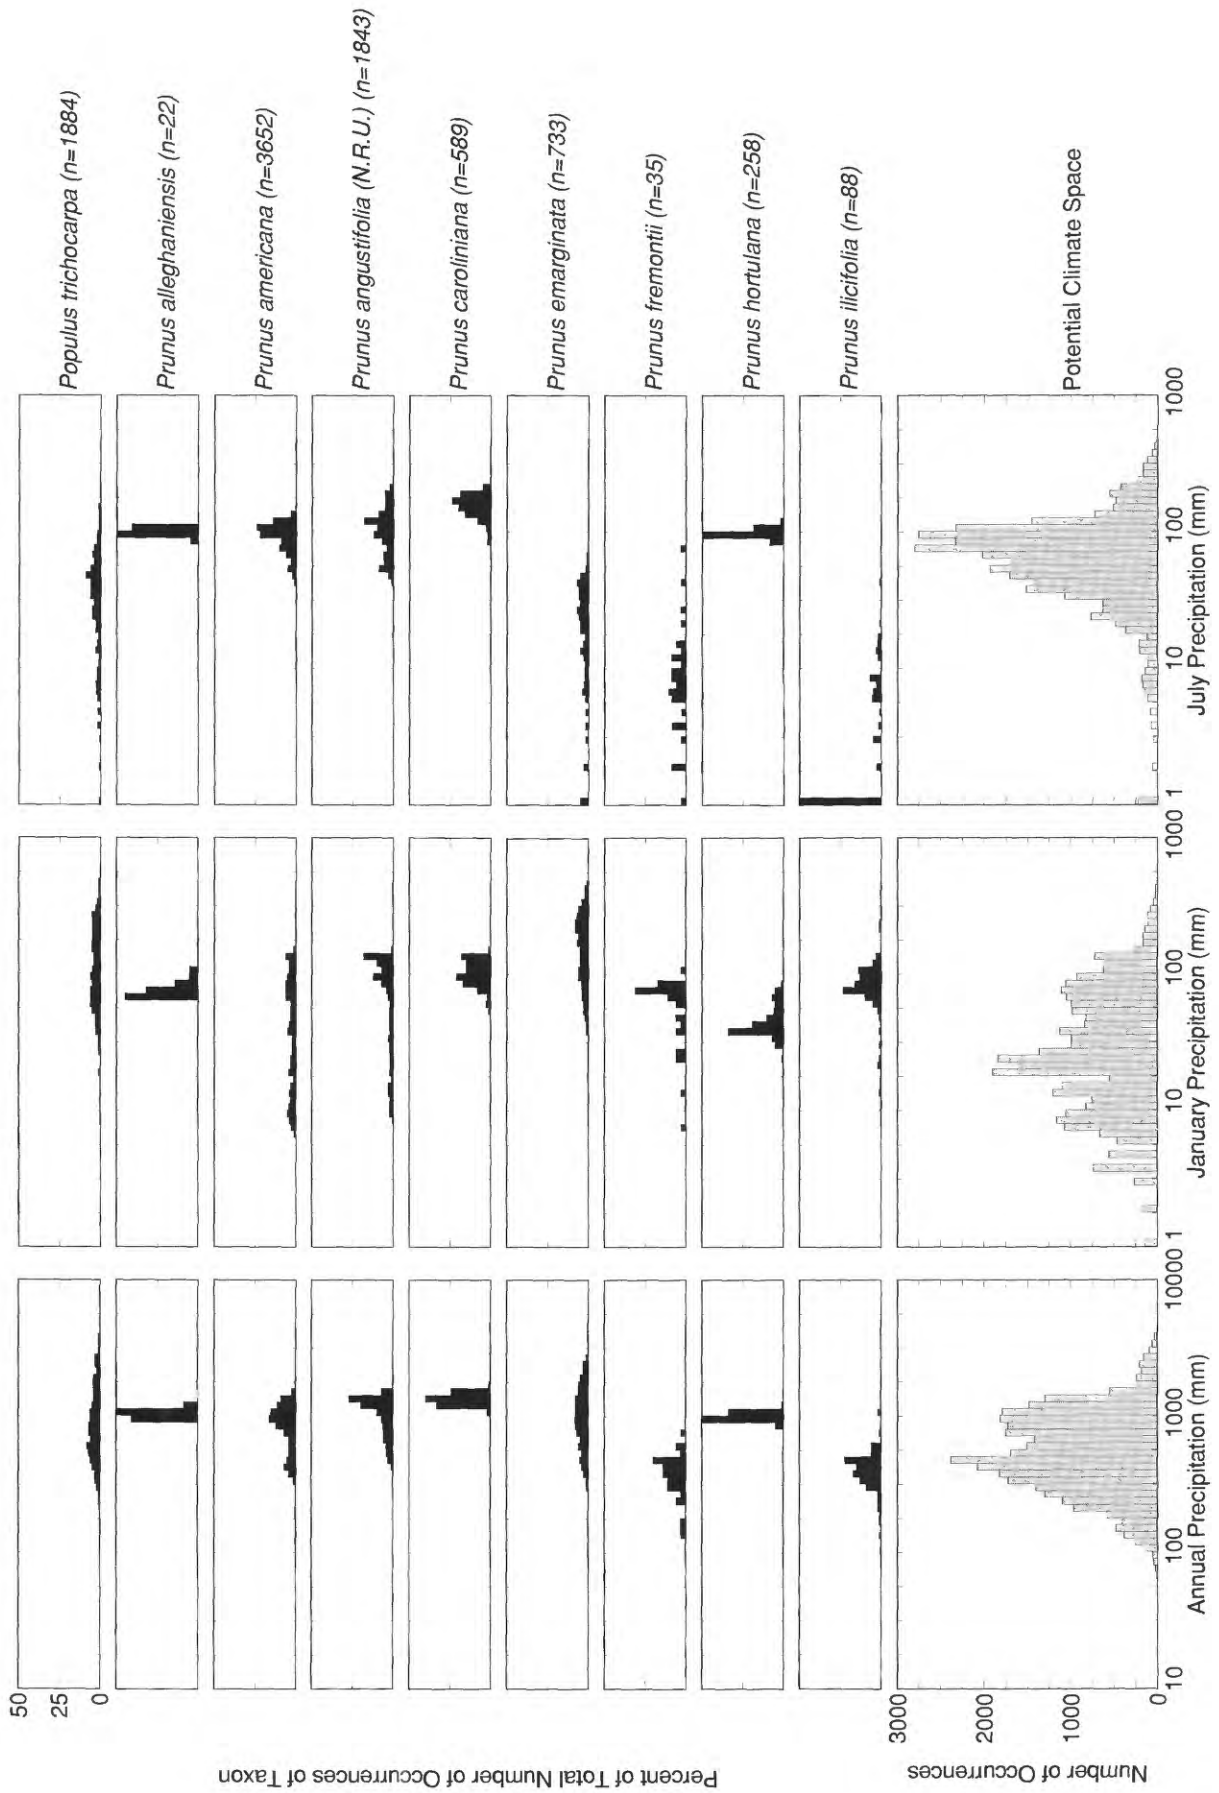 Percent of Total Number of Occurrences of Taxon
50
25
0
Populus trichocarpa (n=1884)
Prunus alleghaniensis (n=22)
Prunus americana (n=3652)
Prunus angustifolia (N.R.U.) (n=1843)
Prunus caroliniana (n=589)
Prunus emarginata (n=733)
Prunus fremontii (n=35)
Prunus hortulana (n=258)
Prunus ilicifolia (n=88)
Number of Occurrences
3000
2000
1000
0
Potential Climate Space
10
100
1000
10000
1
10
100
1000
1
10
100
1000
Annual Precipitation (mm)
January Precipitation (mm)
July Precipitation (mm)